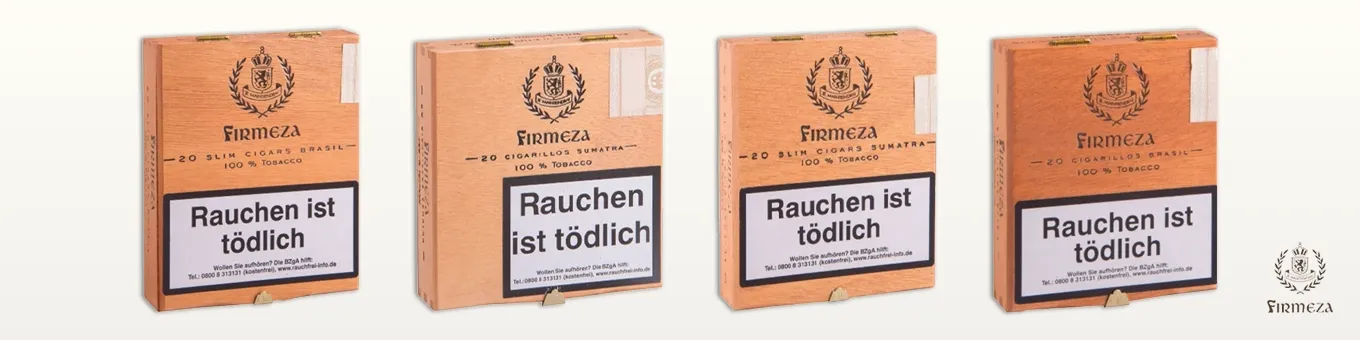 FIRMEZA
20 SLIM CIGARS BRASIL
100 % TOBACCO
Rauchen ist
tödlich
Wollen Sie aufhören? Die BZgA hilft:
Tel.: 0800 8 313131 (kostenfrei), www.rauchfrei-info.de
FIRMEZA
20 CIGARILLOS SUMATRA
100 % TOBACCO
Rauchen
ist tödlich
Wollen Sie aufhören? Die BZgA hilft:
Tel.: 0800 8 313131 (kostenfrei), www.rauchfrei-info.de
FIRMEZA
20 SLIM CIGARS SUMATRA
100 % TOBACCO
Rauchen ist
tödlich
Wollen Sie aufhören? Die BZgA hilft:
Tel.: 0800 8 313131 (kostenfrei), www.rauchfrei-info.de
FIRMEZA
20 CIGARILLOS BRASIL
100 % TOBACCO
Rauchen ist
tödlich
Wollen Sie aufhören? Die BZgA hilft:
Tel.: 0800 8 313131 (kostenfrei), www.rauchfrei-info.de
FIRMEZA